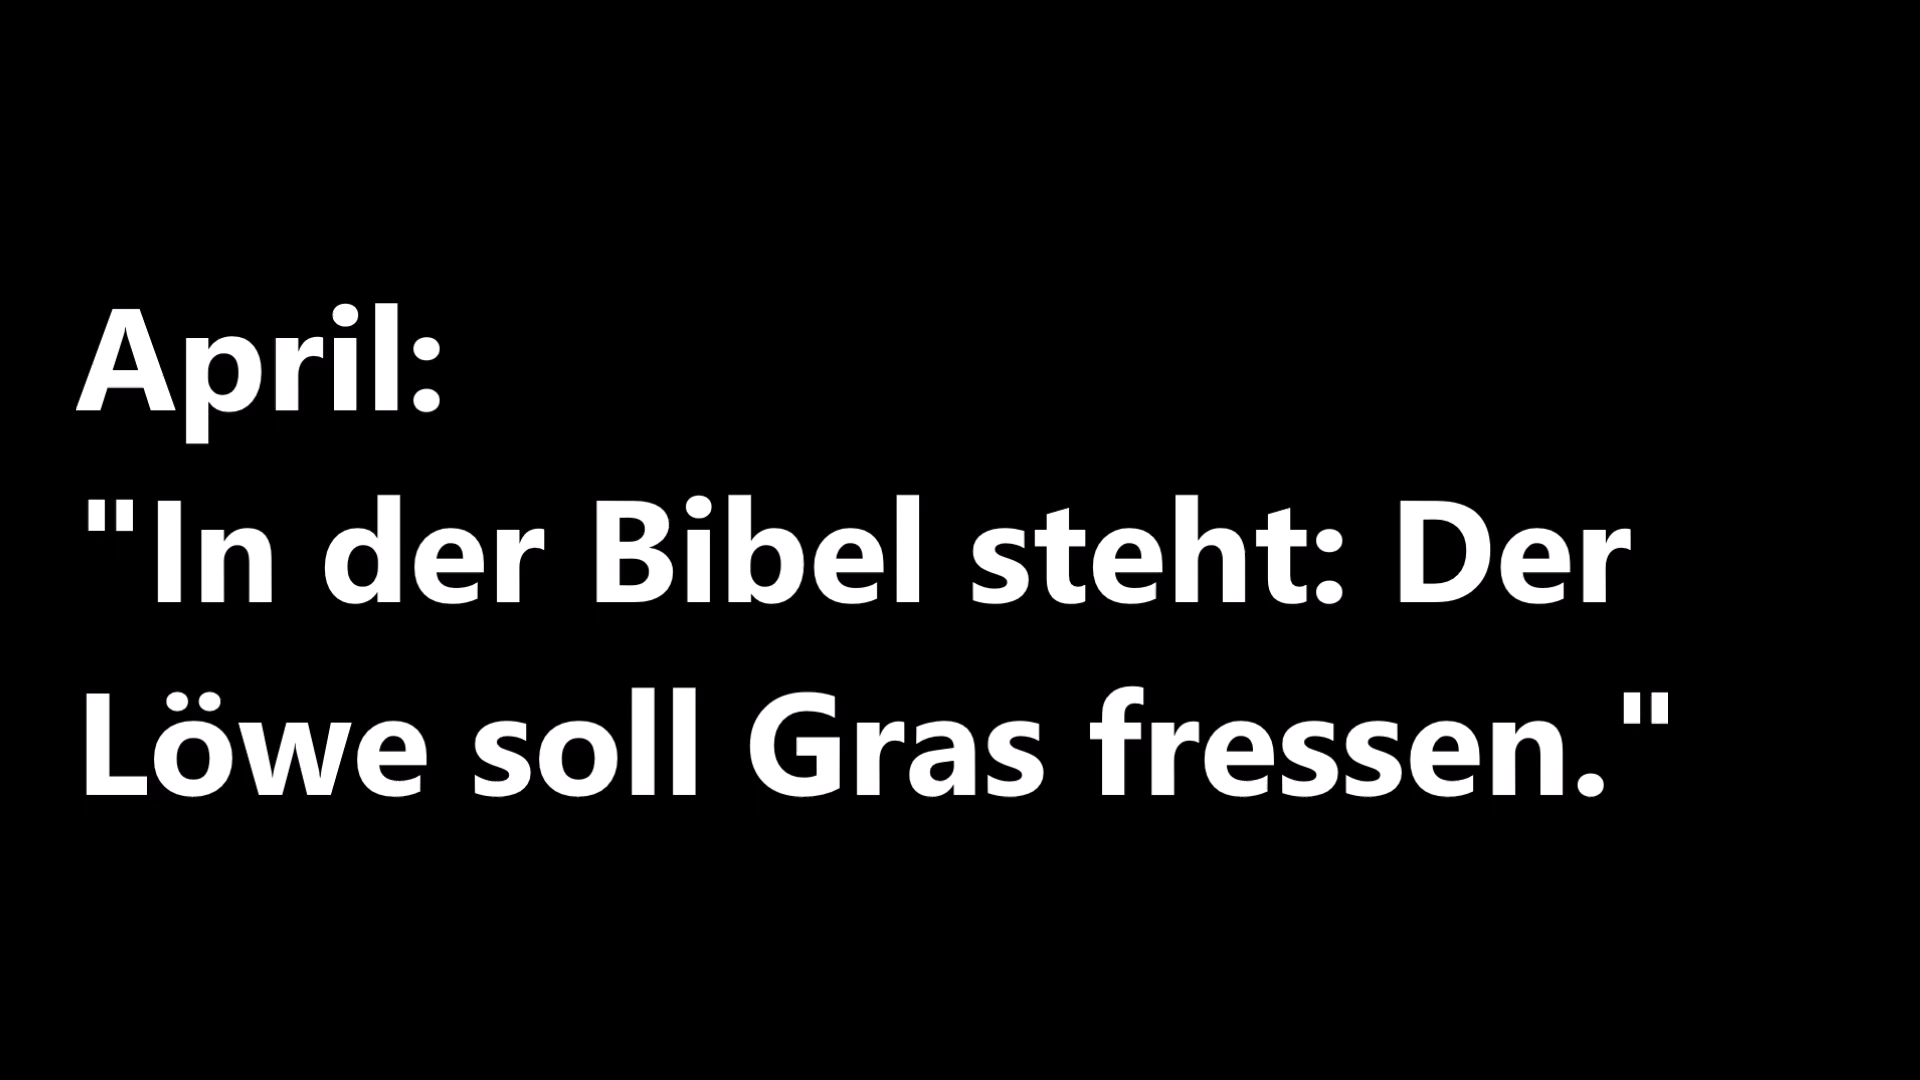 April:
"In der Bibel steht: Der
Löwe soll Gras fressen."